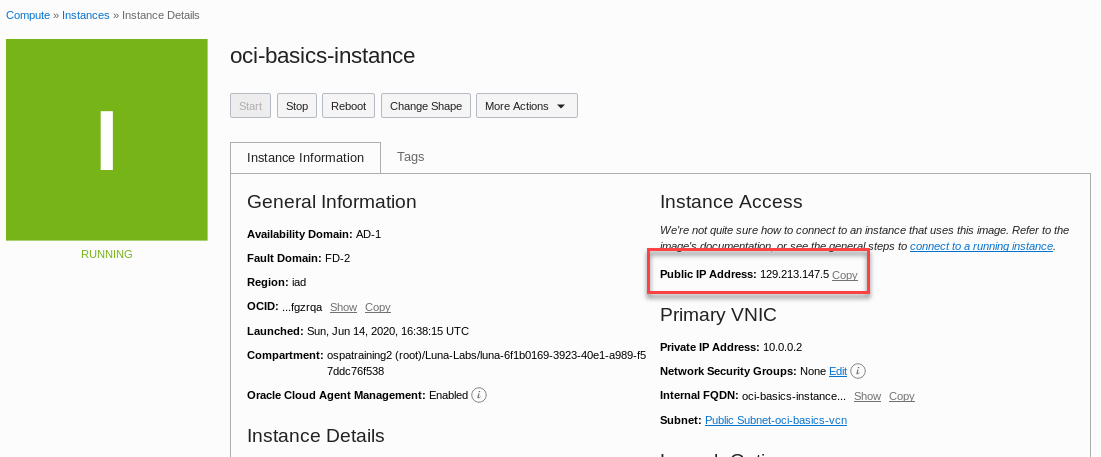 Compute » Instances » Instance Details
I
RUNNING
oci-basics-instance
Start Stop Reboot Change Shape More Actions
Instance Information Tags
General Information
Availability Domain: AD-1
Fault Domain: FD-2
Region: iad
OCID: ...fgzrqa Show Copy
Launched: Sun, Jun 14, 2020, 16:38:15 UTC
Compartment: ospatraining2 (root)/Luna-Labs/luna-6f1b0169-3923-40e1-a989-f5
7ddc76f538
Oracle Cloud Agent Management: Enabled i
Instance Details
Instance Access
We're not quite sure how to connect to an instance that uses this image. Refer to the
image's documentation, or see the general steps to connect to a running instance.
Public IP Address: 129.213.147.5 Copy
Primary VNIC
Private IP Address: 10.0.0.2
Network Security Groups: None Edit i
Internal FQDN: oci-basics-instance... Show Copy
Subnet: Public Subnet-oci-basics-vcn